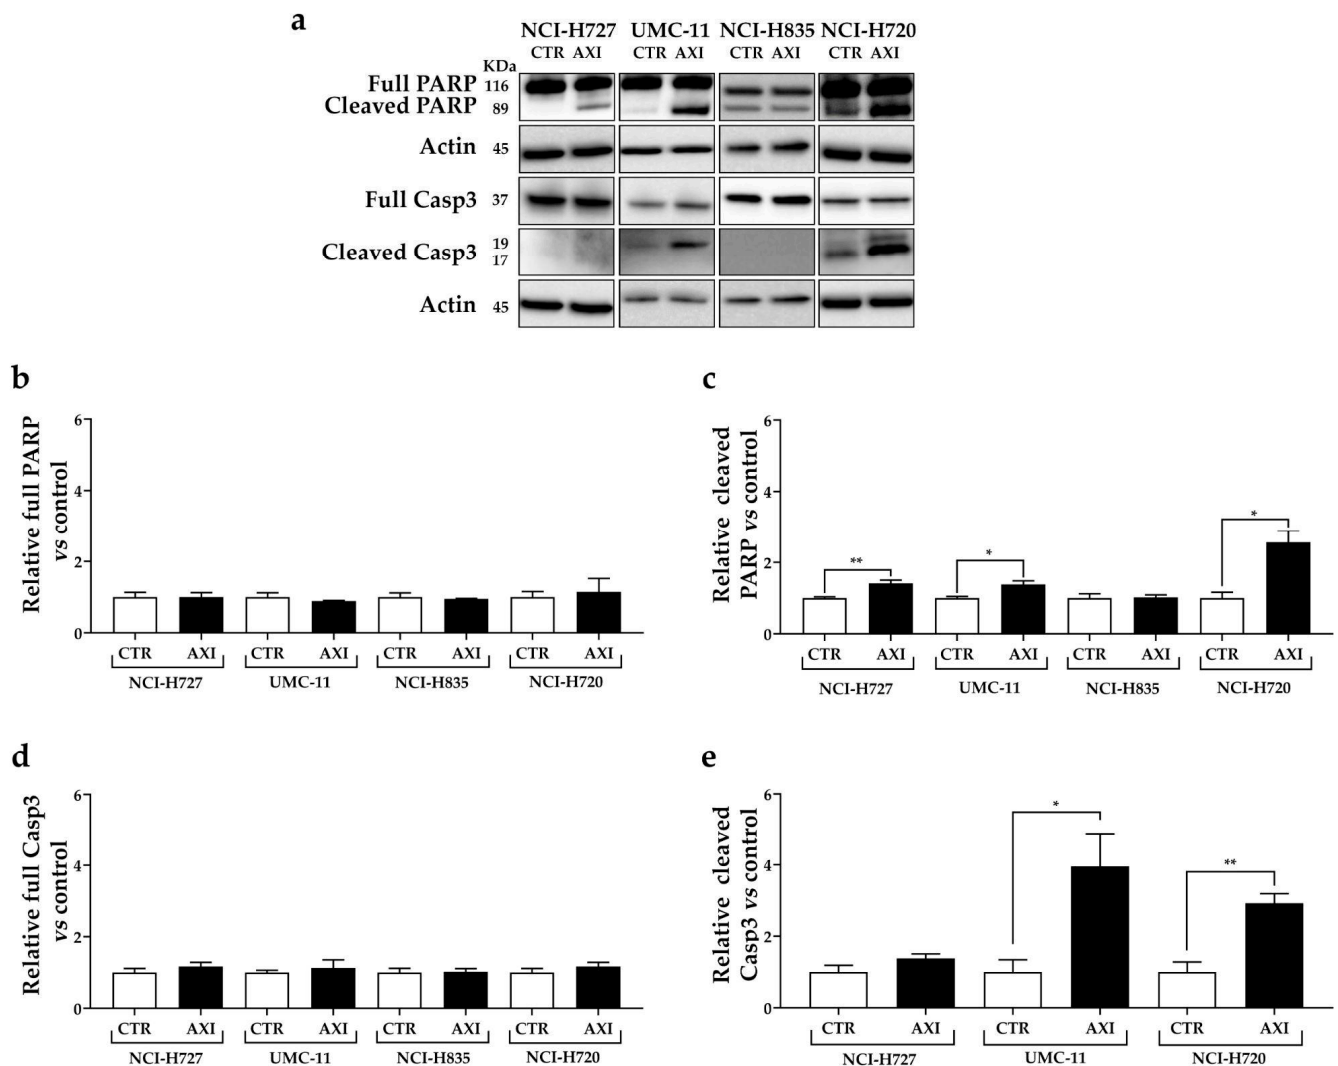 a
NCI-H727 UMC-11 NCI-H835 NCI-H720
CTR AXI CTR AXI CTR AXI CTR AXI
KDa
Full PARP 116
Cleaved PARP 89
Actin 45
Full Casp3 37
Cleaved Casp3 19
17
Actin 45
b
Relative full PARP
vs control
6
4
2
0
CTR AXI CTR AXI CTR AXI CTR AXI
NCI-H727 UMC-11 NCI-H835 NCI-H720
c
Relative cleaved
PARP vs control
6
4
2
0
** * *
CTR AXI CTR AXI CTR AXI CTR AXI
NCI-H727 UMC-11 NCI-H835 NCI-H720
d
Relative full Casp3
vs control
6
4
2
0
CTR AXI CTR AXI CTR AXI CTR AXI
NCI-H727 UMC-11 NCI-H835 NCI-H720
e
Relative cleaved
Casp3 vs control
6
4
2
0
* **
CTR AXI CTR AXI CTR AXI
NCI-H727 UMC-11 NCI-H720